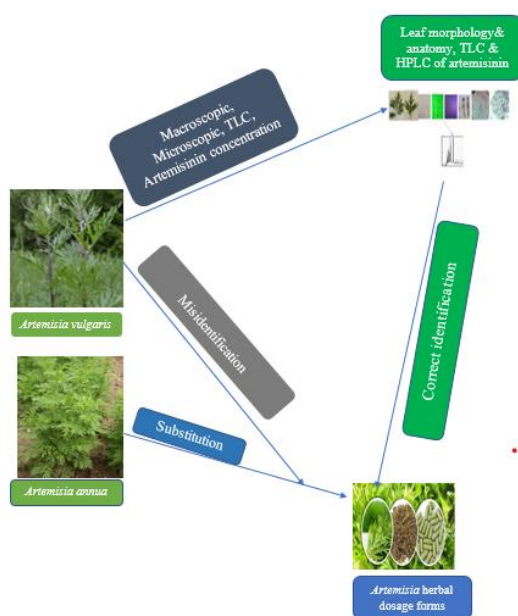 Leaf morphology&
anatomy, TLC &
HPLC of artemisinin
Macroscopic,
Microscopic, TLC,
Artemisinin concentration
Artemisia vulgaris
Misidentification
Correct identification
Substitution
Artemisia annua
Artemisia herbal
dosage forms